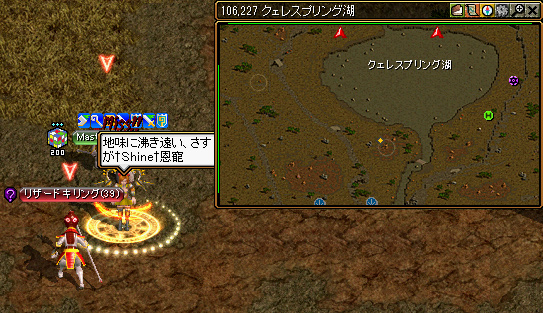 106,227 クェレスプリング湖
クェレスプリング湖
Mast
200
地味に沸き遠い、さす
が†Shine†恩寵
リザードキリング(39)
H